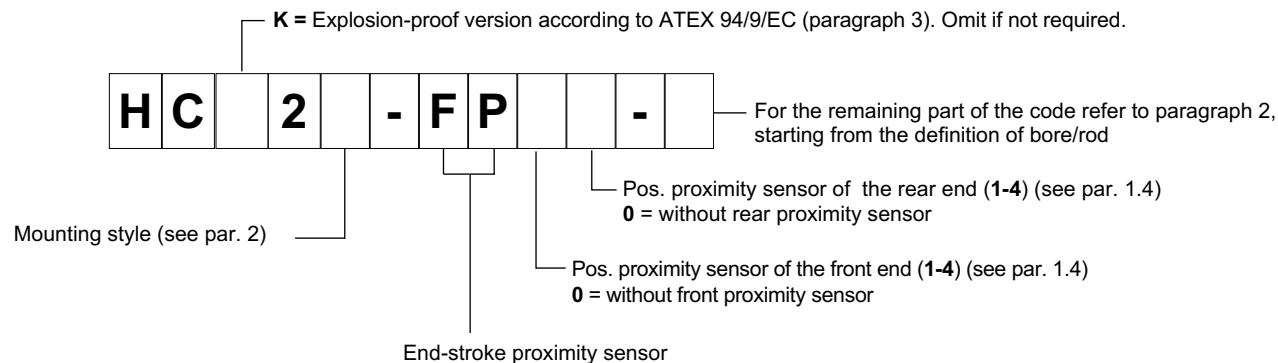 K = Explosion-proof version according to ATEX 94/9/EC (paragraph 3). Omit if not required.
H C 2 - F P -
For the remaining part of the code refer to paragraph 2,
starting from the definition of bore/rod
Pos. proximity sensor of the rear end (1-4) (see par. 1.4)
0 = without rear proximity sensor
Mounting style (see par. 2)
Pos. proximity sensor of the front end (1-4) (see par. 1.4)
0 = without front proximity sensor
End-stroke proximity sensor